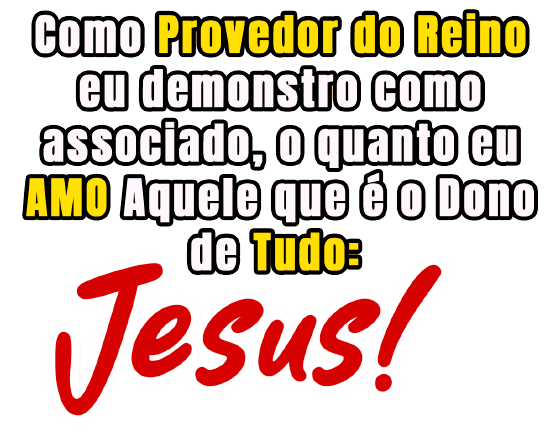 Como Provedor do Reino
eu demonstro como
associado, o quanto eu
AMO Aquele que é o Dono
de Tudo:
Jesus!